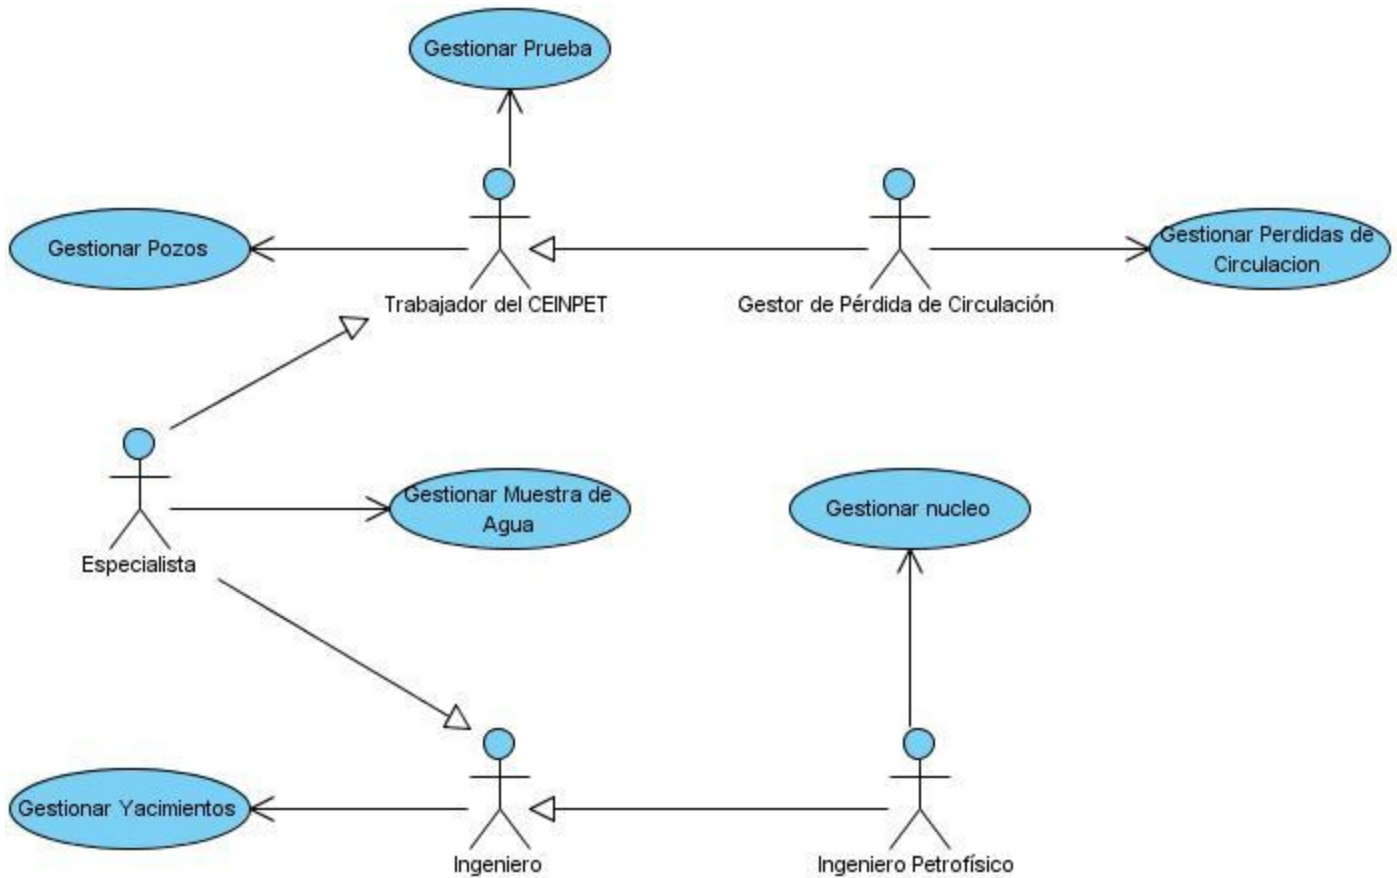 Gestionar Prueba
Gestionar Pozos
Trabajador del CEINPET
Gestor de Pérdida de Circulación
Gestionar Perdidas de
Circulacion
Especialista
Gestionar Muestra de
Agua
Gestionar nucleo
Gestionar Yacimientos
Ingeniero
Ingeniero Petrofísico